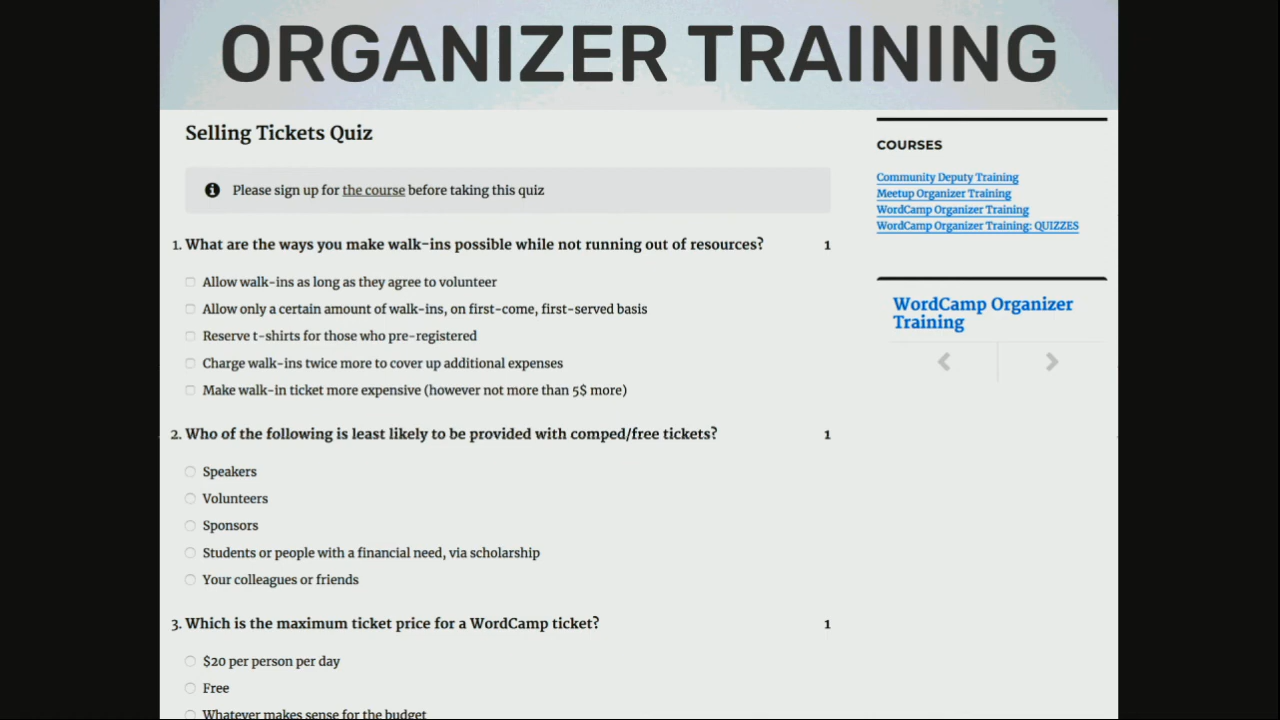 ORGANIZER TRAINING
Selling Tickets Quiz
Please sign up for the course before taking this quiz
1. What are the ways you make walk-ins possible while not running out of resources? 1
Allow walk-ins as long as they agree to volunteer
Allow only a certain amount of walk-ins, on first-come, first-served basis
Reserve t-shirts for those who pre-registered
Charge walk-ins twice more to cover up additional expenses
Make walk-in ticket more expensive (however not more than 5$ more)
2. Who of the following is least likely to be provided with comped/free tickets? 1
Speakers
Volunteers
Sponsors
Students or people with a financial need, via scholarship
Your colleagues or friends
3. Which is the maximum ticket price for a WordCamp ticket? 1
$20 per person per day
Free
Whatever makes sense for the budget
COURSES
Community Deputy Training
Meetup Organizer Training
WordCamp Organizer Training
WordCamp Organizer Training: QUIZZES
WordCamp Organizer
Training